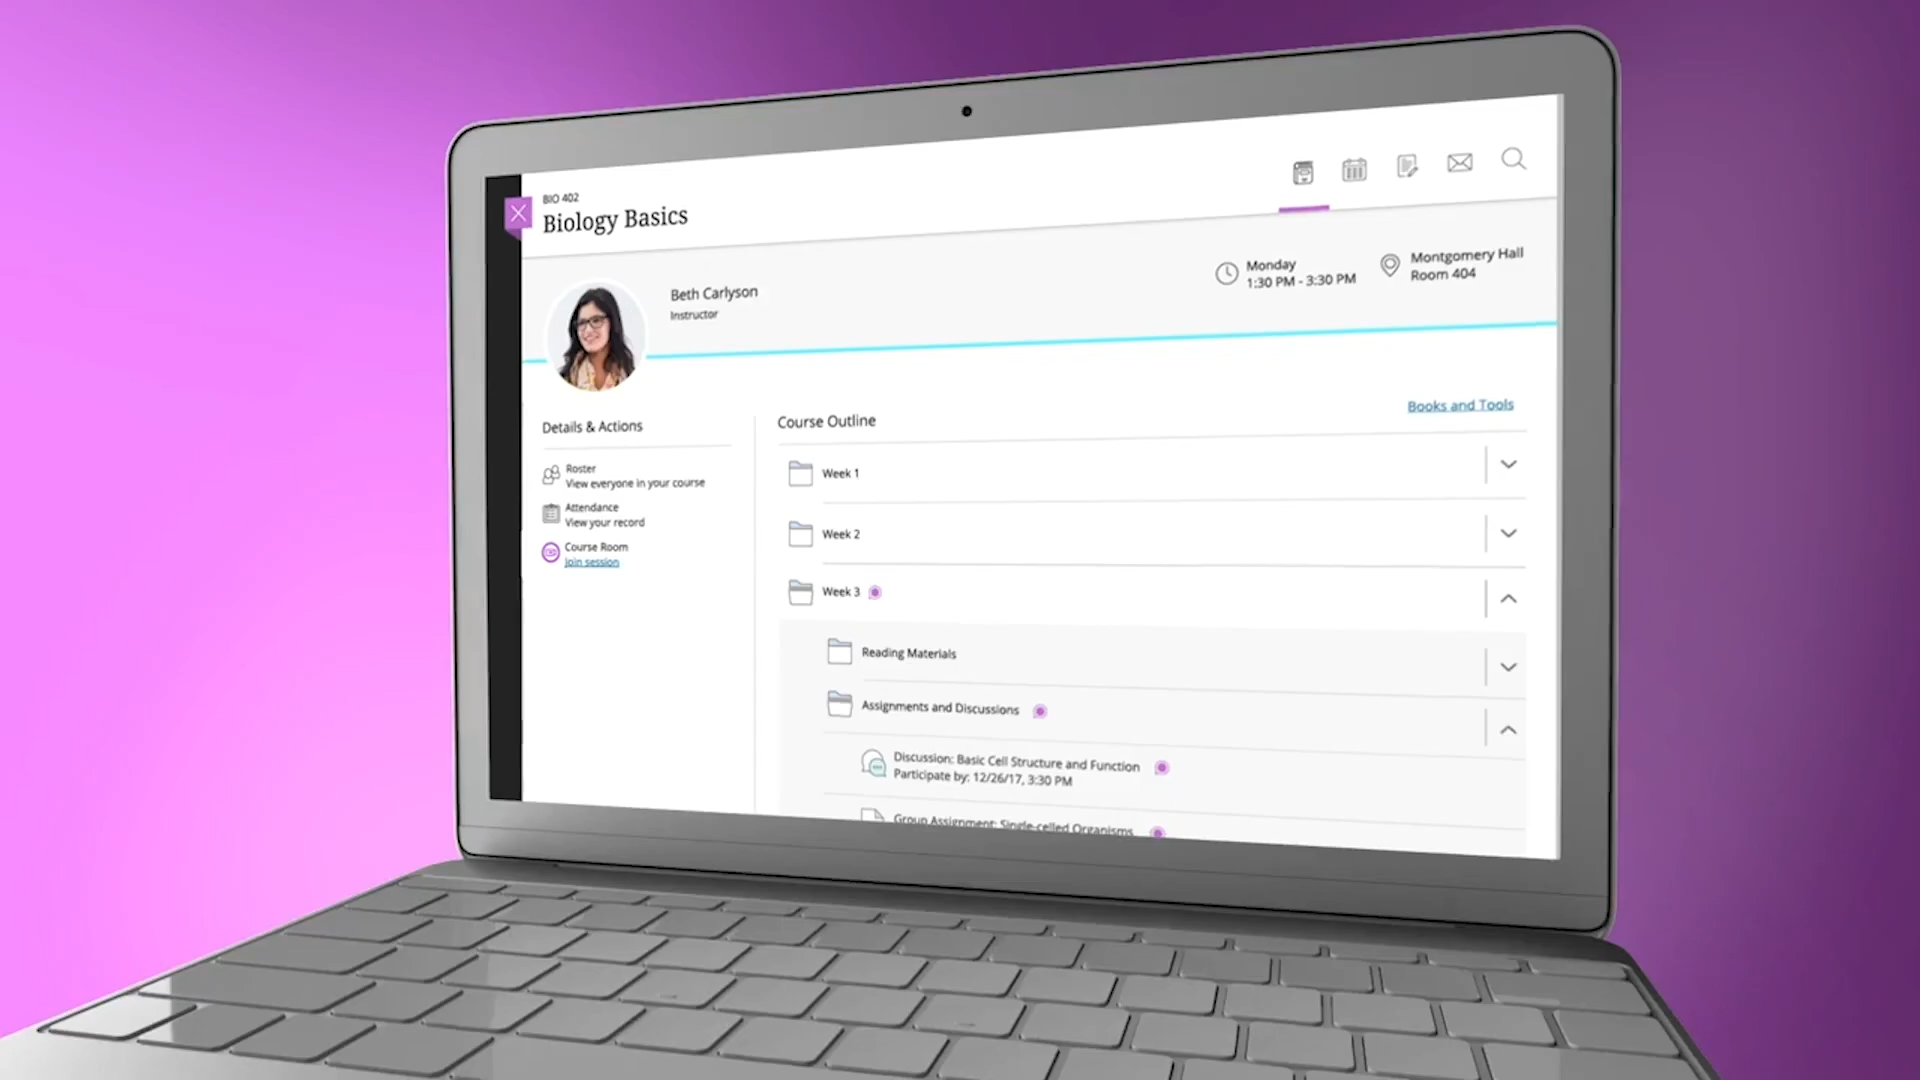 BIO 402
Biology Basics
Beth Carlyson
Instructor
Monday
1:30 PM - 3:30 PM
Montgomery Hall
Room 404
Details & Actions
Roster
View everyone in your course
Attendance
View your record
Course Room
Join session
Course Outline
Books and Tools
Week 1
Week 2
Week 3
Reading Materials
Assignments and Discussions
Discussion: Basic Cell Structure and Function
Participate by: 12/26/17, 3:30 PM
Group Assignment: Single-celled Organisms